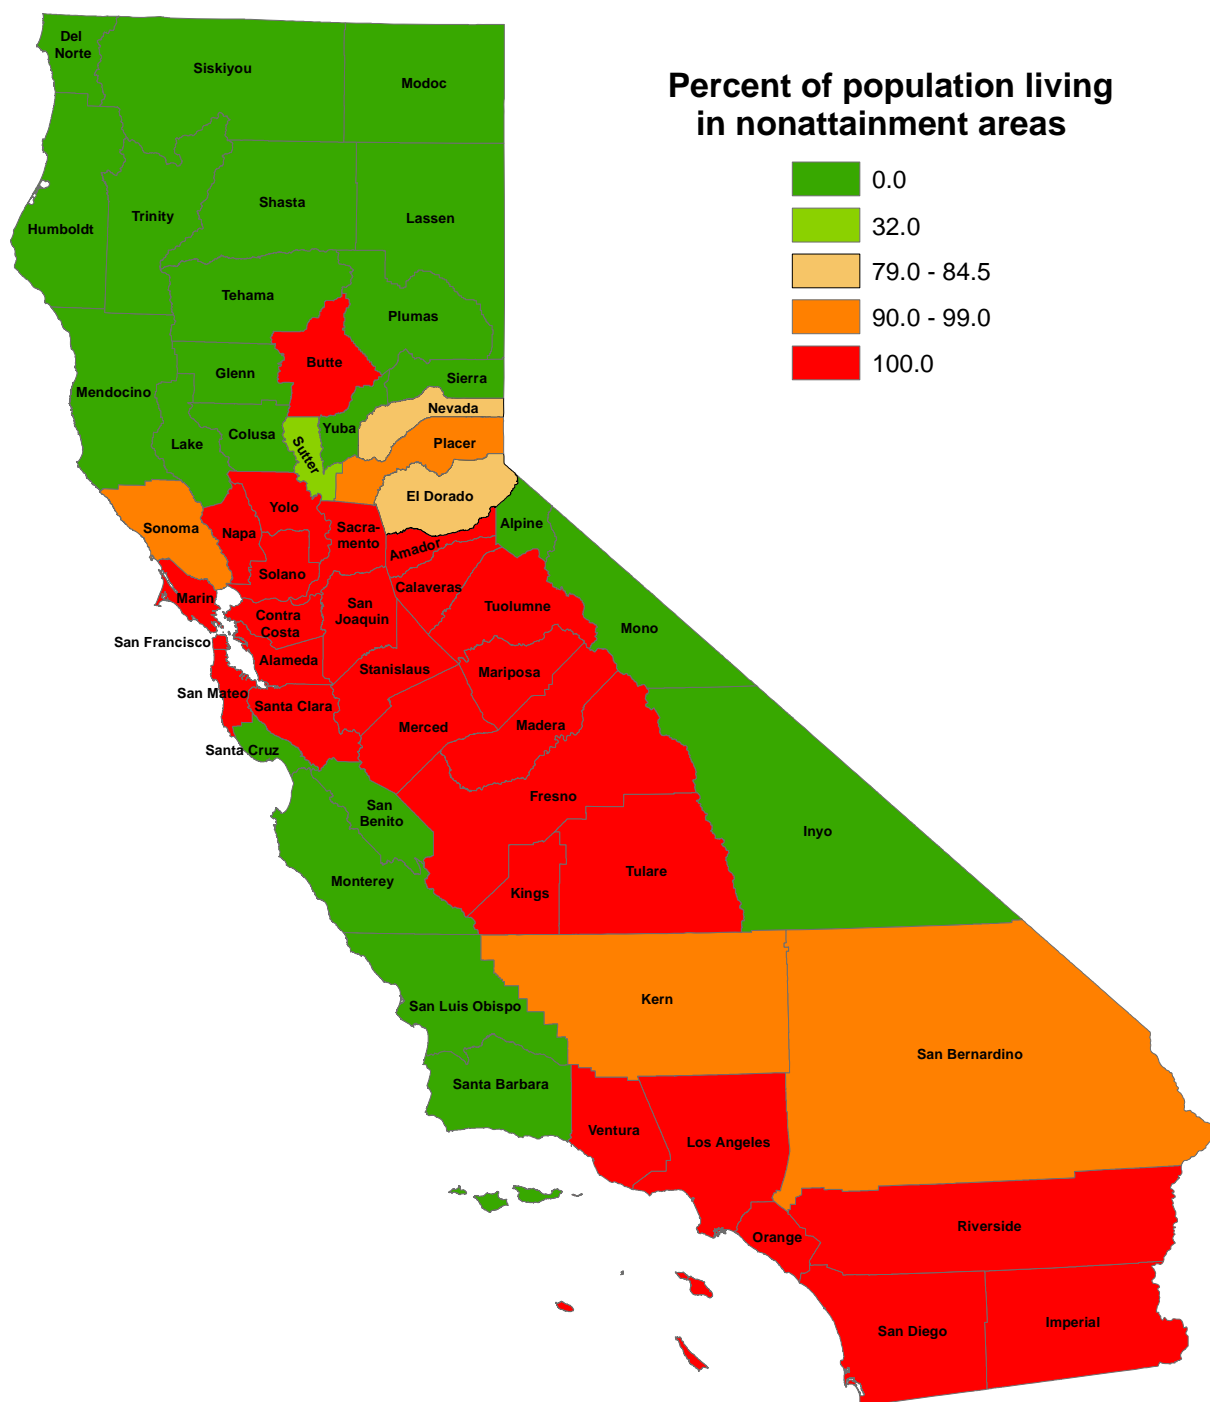 Percent of population living
in nonattainment areas
0.0
32.0
79.0 - 84.5
90.0 - 99.0
100.0
Del
Norte
Siskiyou
Modoc
Humboldt
Trinity
Shasta
Lassen
Tehama
Plumas
Butte
Glenn
Sierra
Mendocino
Nevada
Lake
Colusa
Sutter
Yuba
Placer
El Dorado
Sonoma
Napa
Yolo
Sacra-
mento
Amador
Alpine
Solano
Marin
Calaveras
Contra
Costa
San
Joaquin
Tuolumne
Mono
San Francisco
Alameda
Stanislaus
Mariposa
San Mateo
Santa Clara
Merced
Madera
Santa Cruz
San
Benito
Fresno
Inyo
Monterey
Kings
Tulare
San Luis Obispo
Kern
San Bernardino
Santa Barbara
Ventura
Los Angeles
Orange
Riverside
San Diego
Imperial